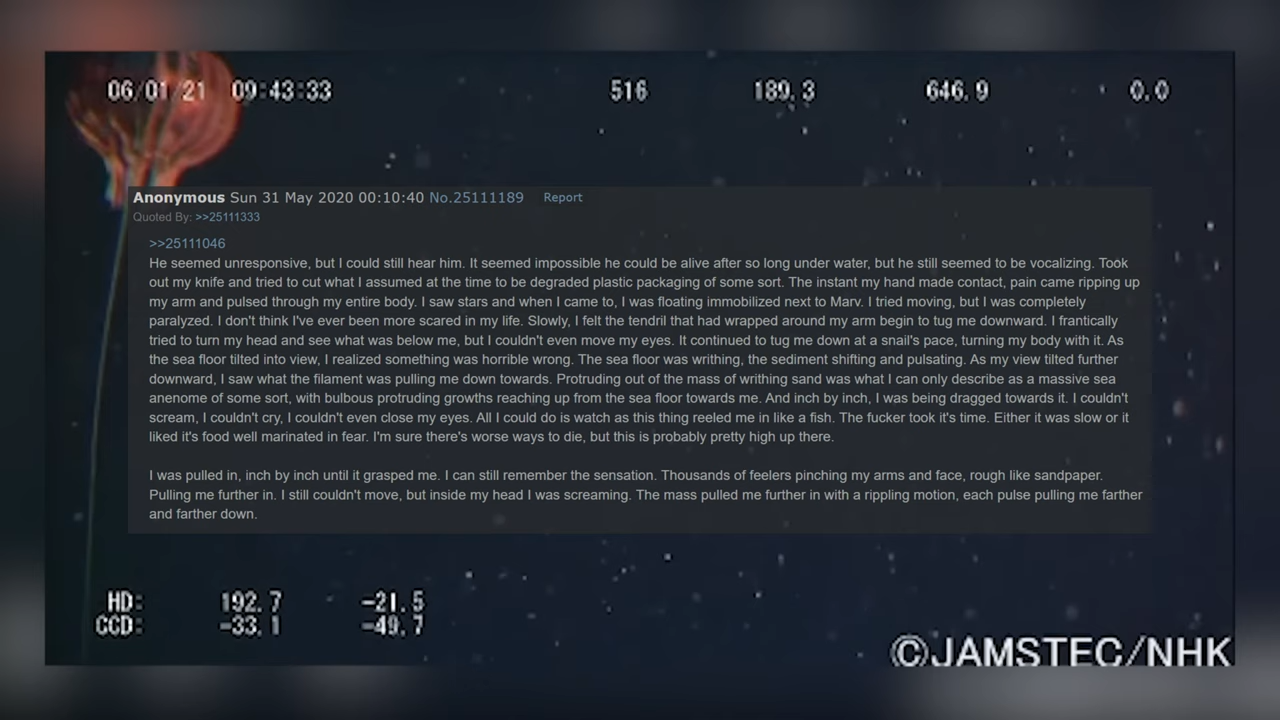 06/01/21 09:43:33 516 189.3 646.9 0.0
Anonymous Sun 31 May 2020 00:10:40 No.25111189 Report
Quoted By: >>25111333
>>25111046
He seemed unresponsive, but I could still hear him. It seemed impossible he could be alive after so long under water, but he still seemed to be vocalizing. Took
out my knife and tried to cut what I assumed at the time to be degraded plastic packaging of some sort. The instant my hand made contact, pain came ripping up
my arm and pulsed through my entire body. I saw stars and when I came to, I was floating immobilized next to Marv. I tried moving, but I was completely
paralyzed. I don't think I've ever been more scared in my life. Slowly, I felt the tendril that had wrapped around my arm begin to tug me downward. I frantically
tried to turn my head and see what was below me, but I couldn't even move my eyes. It continued to tug me down at a snail's pace, turning my body with it. As
the sea floor tilted into view, I realized something was horrible wrong. The sea floor was writhing, the sediment shifting and pulsating. As my view tilted further
downward, I saw what the filament was pulling me down towards. Protruding out of the mass of writhing sand was what I can only describe as a massive sea
anenome of some sort, with bulbous protruding growths reaching up from the sea floor towards me. And inch by inch, I was being dragged towards it. I couldn't
scream, I couldn't cry, I couldn't even close my eyes. All I could do is watch as this thing reeled me in like a fish. The fucker took it's time. Either it was slow or it
liked it's food well marinated in fear. I'm sure there's worse ways to die, but this is probably pretty high up there.
I was pulled in, inch by inch until it grasped me. I can still remember the sensation. Thousands of feelers pinching my arms and face, rough like sandpaper.
Pulling me further in. I still couldn't move, but inside my head I was screaming. The mass pulled me further in with a rippling motion, each pulse pulling me farther
and farther down.
HD: 192.7 -21.5
CCD: -33.1 -49.7
©JAMSTEC/NHK